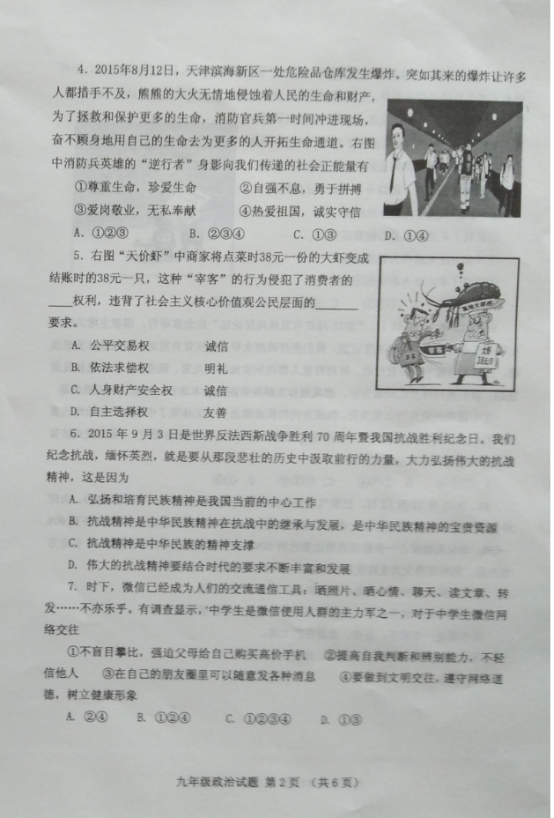 4. 2015年8月12日，天津滨海新区一处危险品仓库发生爆炸。突如其来的爆炸让许多
人都措手不及，熊熊的大火无情地侵蚀着人民的生命和财产，
为了拯救和保护更多的生命，消防官兵第一时间冲进现场，
奋不顾身地用自己的生命去为更多的人开拓生命通道。右图
中消防兵英雄的“逆行者”身影向我们传递的社会正能量有
①尊重生命，珍爱生命 ②自强不息，勇于拼搏
③爱岗敬业，无私奉献 ④热爱祖国，诚实守信
A. ①②③ B. ②③④ C. ①③ D. ①④
5. 右图“天价虾”中商家将点菜时38元一份的大虾变成
结账时的38元一只，这种“宰客”的行为侵犯了消费者的
____权利，违背了社会主义核心价值观公民层面的_______
要求。
A. 公平交易权 诚信
B. 依法求偿权 明礼
C. 人身财产安全权 诚信
D. 自主选择权 友善
6. 2015 年 9 月 3 日是世界反法西斯战争胜利 70 周年暨我国抗战胜利纪念日。我们
纪念抗战，缅怀英烈，就是要从那段悲壮的历史中汲取前行的力量，大力弘扬伟大的抗战
精神，这是因为
A. 弘扬和培育民族精神是我国当前的中心工作
B. 抗战精神是中华民族精神在抗战中的继承与发展，是中华民族精神的宝贵资源
C. 抗战精神是中华民族的精神支撑
D. 伟大的抗战精神要结合时代的要求不断丰富和发展
7. 时下，微信已经成为人们的交流通信工具：晒照片、晒心情、聊天、读文章、转
发……不亦乐乎。有调查显示，中学生是微信使用人群的主力军之一，对于中学生微信网
络交往
①不盲目攀比，强迫父母给自己购买高价手机 ②提高自我判断和辨别能力，不轻
信他人 ③在自己的朋友圈里可以随意发各种消息 ④要做到文明交往，遵守网络道
德，树立健康形象
A. ②④ B. ①②④ C. ①②③④ D. ①③
九年级政治试题 第 2 页 （共 6 页）